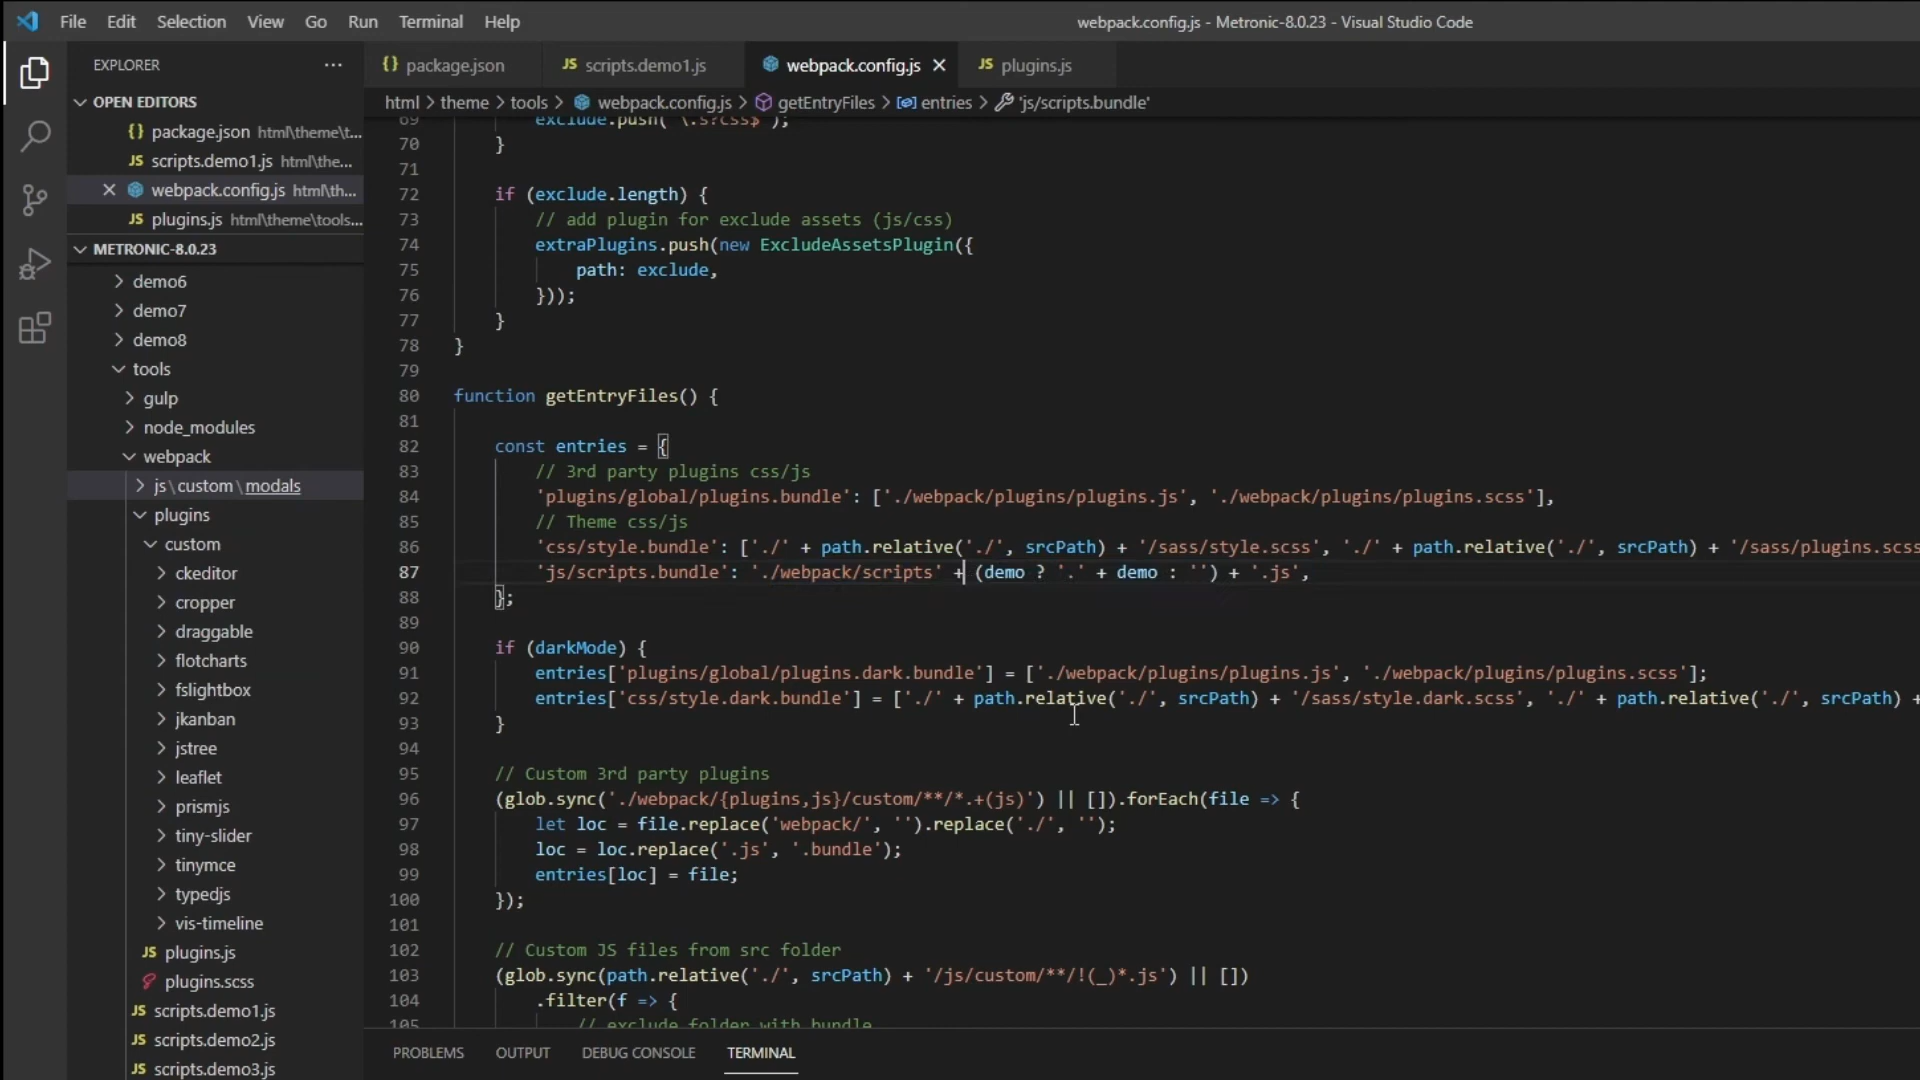 File Edit Selection View Go Run Terminal Help
webpack.config.js - Metronic-8.0.23 - Visual Studio Code
EXPLORER ···
OPEN EDITORS
{} package.json html\theme\t...
JS scripts.demo1.js html\the...
webpack.config.js html\th...
JS plugins.js html\theme\tools...
METRONIC-8.0.23
demo6
demo7
demo8
tools
gulp
node_modules
webpack
js\custom\modals
plugins
custom
ckeditor
cropper
draggable
flotcharts
fslightbox
jkanban
jstree
leaflet
prismjs
tiny-slider
tinymce
typedjs
vis-timeline
JS plugins.js
plugins.scss
JS scripts.demo1.js
JS scripts.demo2.js
JS scripts.demo3.js
{} package.json JS scripts.demo1.js webpack.config.js JS plugins.js
html > theme > tools > webpack.config.js > getEntryFiles > entries > 'js/scripts.bundle'
69 exclude.push('\.s?css$');
70 }
71
72 if (exclude.length) {
73 // add plugin for exclude assets (js/css)
74 extraPlugins.push(new ExcludeAssetsPlugin({
75 path: exclude,
76 }));
77 }
78 }
79
80 function getEntryFiles() {
81
82 const entries = {
83 // 3rd party plugins css/js
84 'plugins/global/plugins.bundle': ['./webpack/plugins/plugins.js', './webpack/plugins/plugins.scss'],
85 // Theme css/js
86 'css/style.bundle': ['./' + path.relative('./', srcPath) + '/sass/style.scss', './' + path.relative('./', srcPath) + '/sass/plugins.scss
87 'js/scripts.bundle': './webpack/scripts' + (demo ? '.' + demo : '') + '.js',
88 };
89
90 if (darkMode) {
91 entries['plugins/global/plugins.dark.bundle'] = ['./webpack/plugins/plugins.js', './webpack/plugins/plugins.scss'];
92 entries['css/style.dark.bundle'] = ['./' + path.relative('./', srcPath) + '/sass/style.dark.scss', './' + path.relative('./', srcPath) +
93 }
94
95 // Custom 3rd party plugins
96 (glob.sync('./webpack/{plugins,js}/custom/**/*.+(js)') || []).forEach(file => {
97 let loc = file.replace('webpack/', '').replace('./', '');
98 loc = loc.replace('.js', '.bundle');
99 entries[loc] = file;
100 });
101
102 // Custom JS files from src folder
103 (glob.sync(path.relative('./', srcPath) + '/js/custom/**/!(_)*.js') || [])
104 .filter(f => {
105 // exclude folder with bundle
PROBLEMS OUTPUT DEBUG CONSOLE TERMINAL